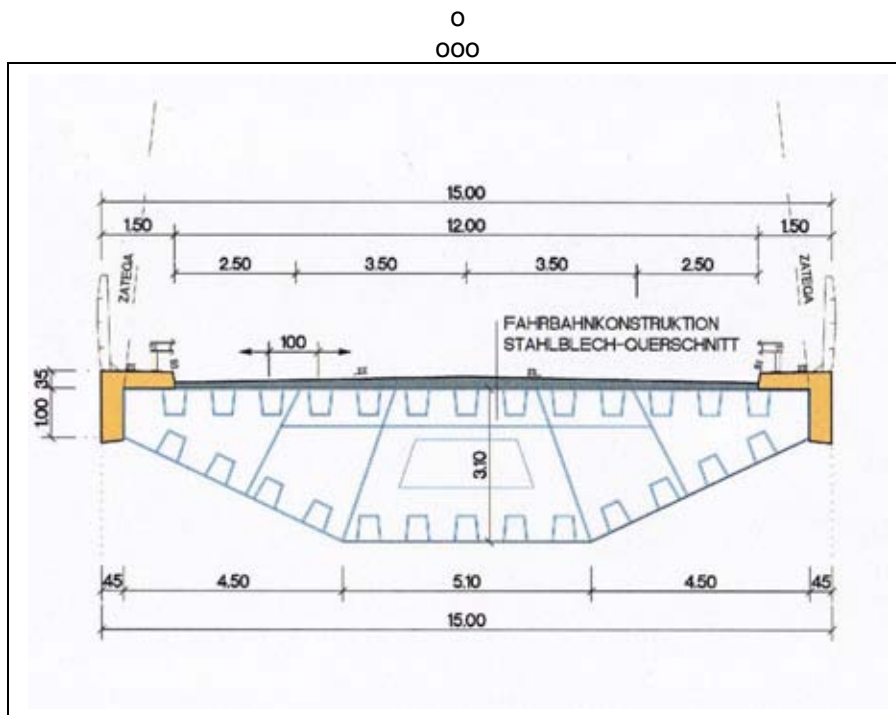 o
ooo
15.00
1.50 12.00 1.50
ZATEGA ZATEGA
2.50 3.50 3.50 2.50
FAHRBAHNKONSTRUKTION
STAHLBLECH-QUERSCHNITT
100
35
1.00
3.10
45 4.50 5.10 4.50 45
15.00